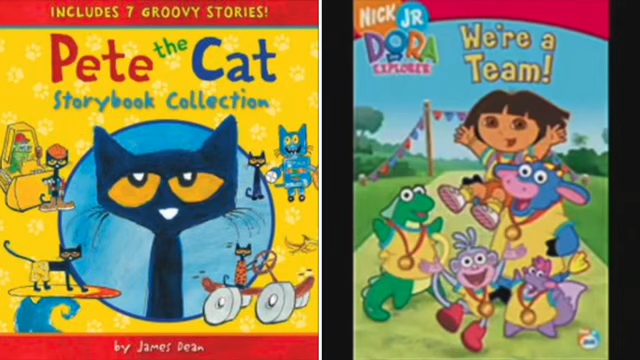 INCLUDES 7 GROOVY STORIES!
Pete the Cat
Storybook Collection
by James Dean
NICK JR
DORA
the EXPLORER
We're a
Team!